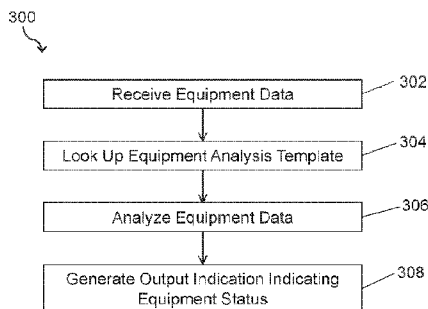 300
Receive Equipment Data
302
Look Up Equipment Analysis Template
304
Analyze Equipment Data
306
Generate Output Indication Indicating
Equipment Status
308